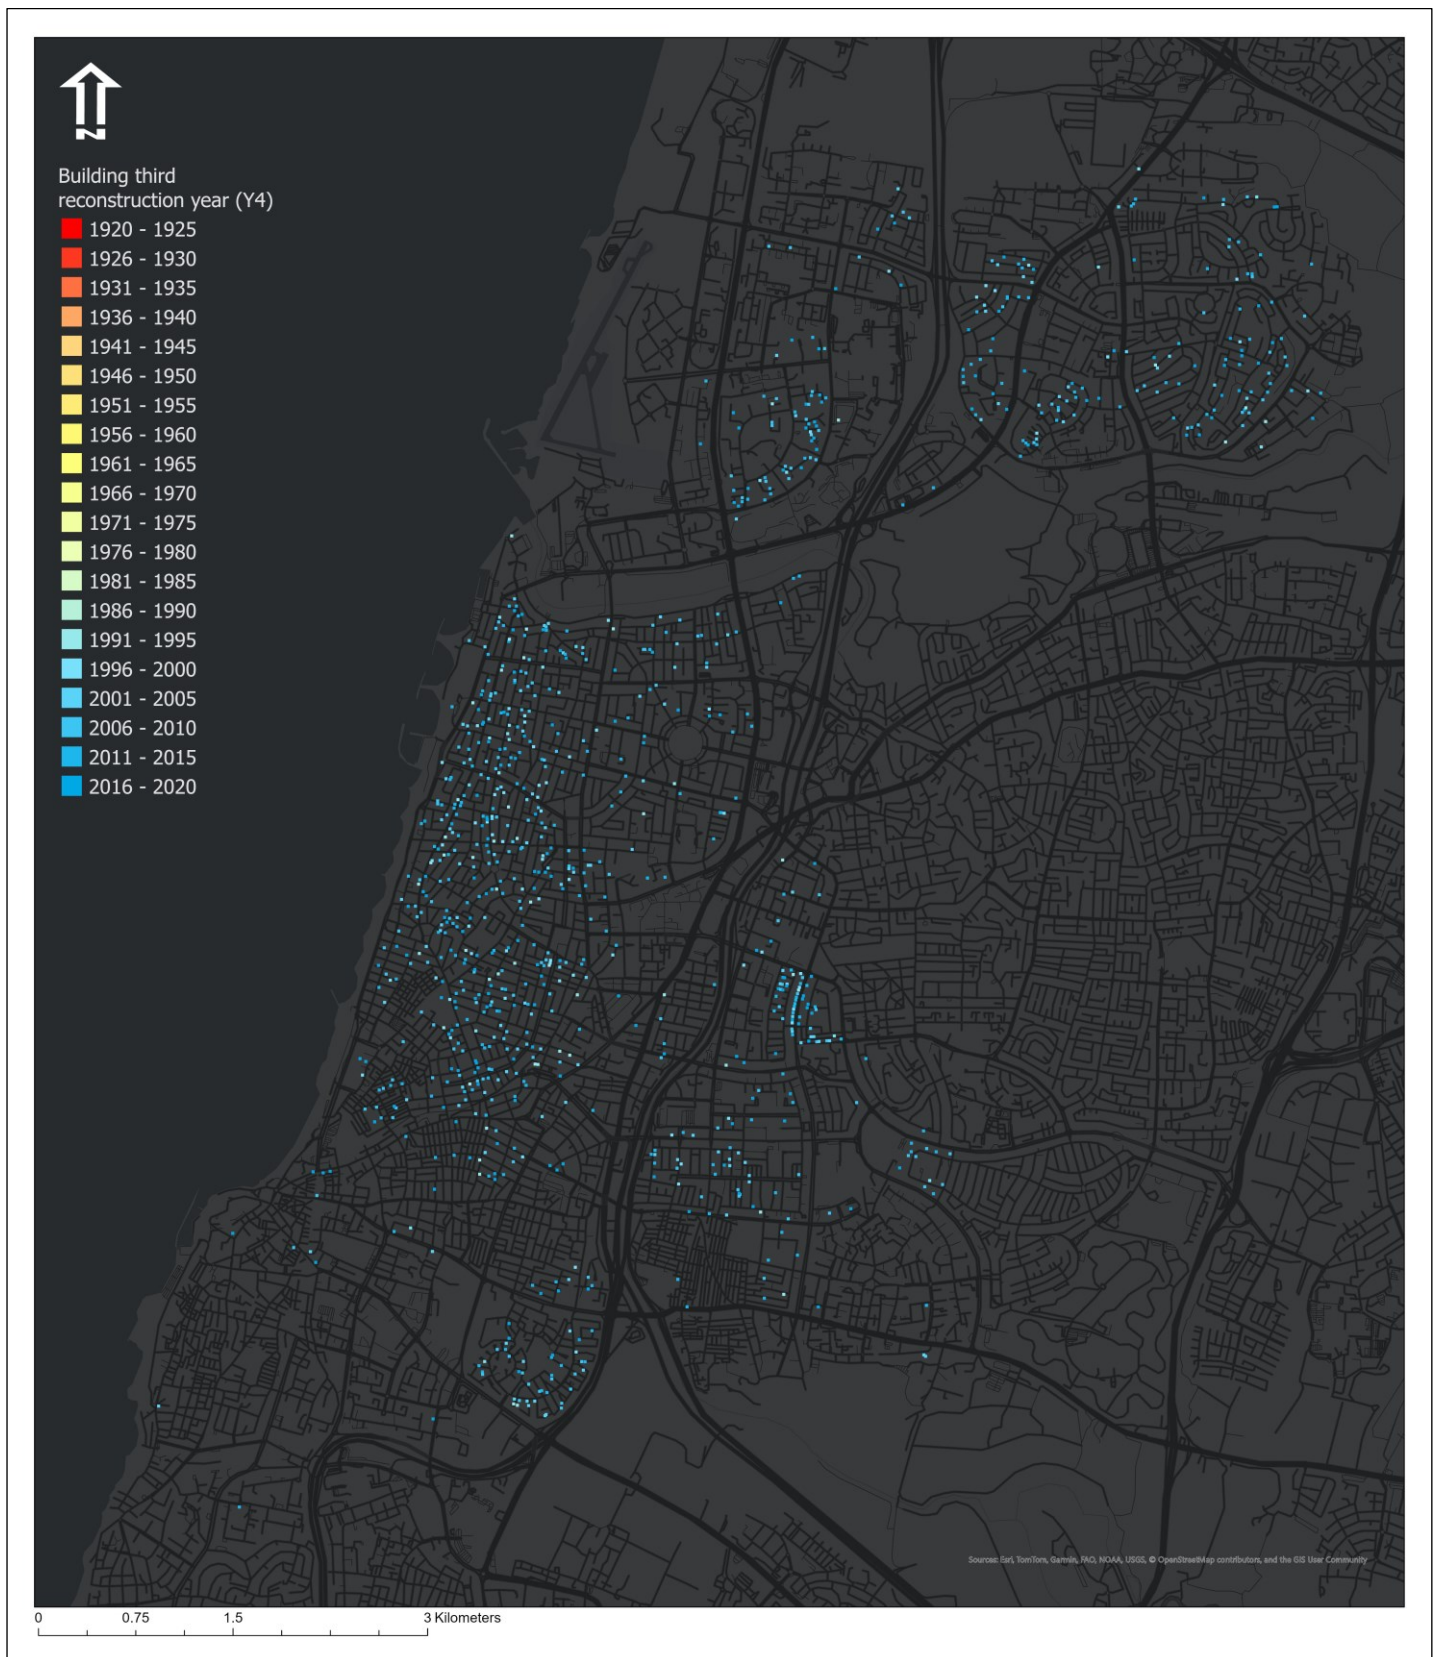 N
Building third
reconstruction year (Y4)
1920 - 1925
1926 - 1930
1931 - 1935
1936 - 1940
1941 - 1945
1946 - 1950
1951 - 1955
1956 - 1960
1961 - 1965
1966 - 1970
1971 - 1975
1976 - 1980
1981 - 1985
1986 - 1990
1991 - 1995
1996 - 2000
2001 - 2005
2006 - 2010
2011 - 2015
2016 - 2020
Sources: Esri, TomTom, Garmin, FAO, NOAA, USGS, © OpenStreetMap contributors, and the GIS User Community
0 0.75 1.5 3 Kilometers